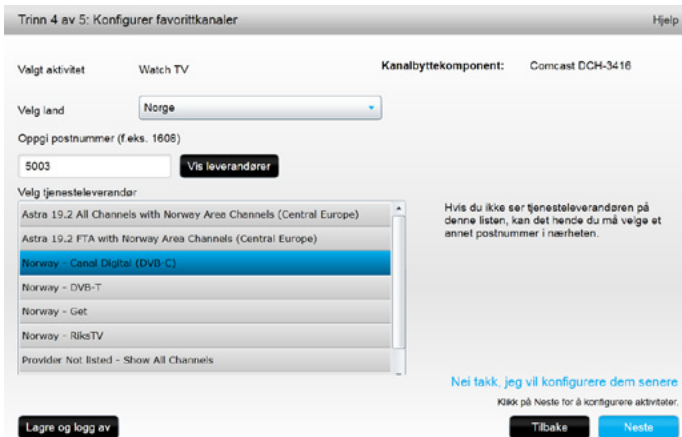 Trinn 4 av 5: Konfigurer favorittkanaler Hjelp
Valgt aktivitet Watch TV Kanalbyttekomponent: Comcast DCH-3416
Velg land Norge
Oppgi postnummer (f.eks. 1608)
5003 Vis leverandører
Velg tjenesteleverandør
Astra 19.2 All Channels with Norway Area Channels (Central Europe)
Astra 19.2 FTA with Norway Area Channels (Central Europe)
Norway - Canal Digital (DVB-C)
Norway - DVB-T
Norway - Get
Norway - RiksTV
Provider Not listed - Show All Channels
Hvis du ikke ser tjenesteleverandøren på
denne listen, kan det hende du må velge et
annet postnummer i nærheten.
Nei takk, jeg vil konfigurere dem senere
Klikk på Neste for å konfigurere aktiviteter.
Lagre og logg av Tilbake Neste